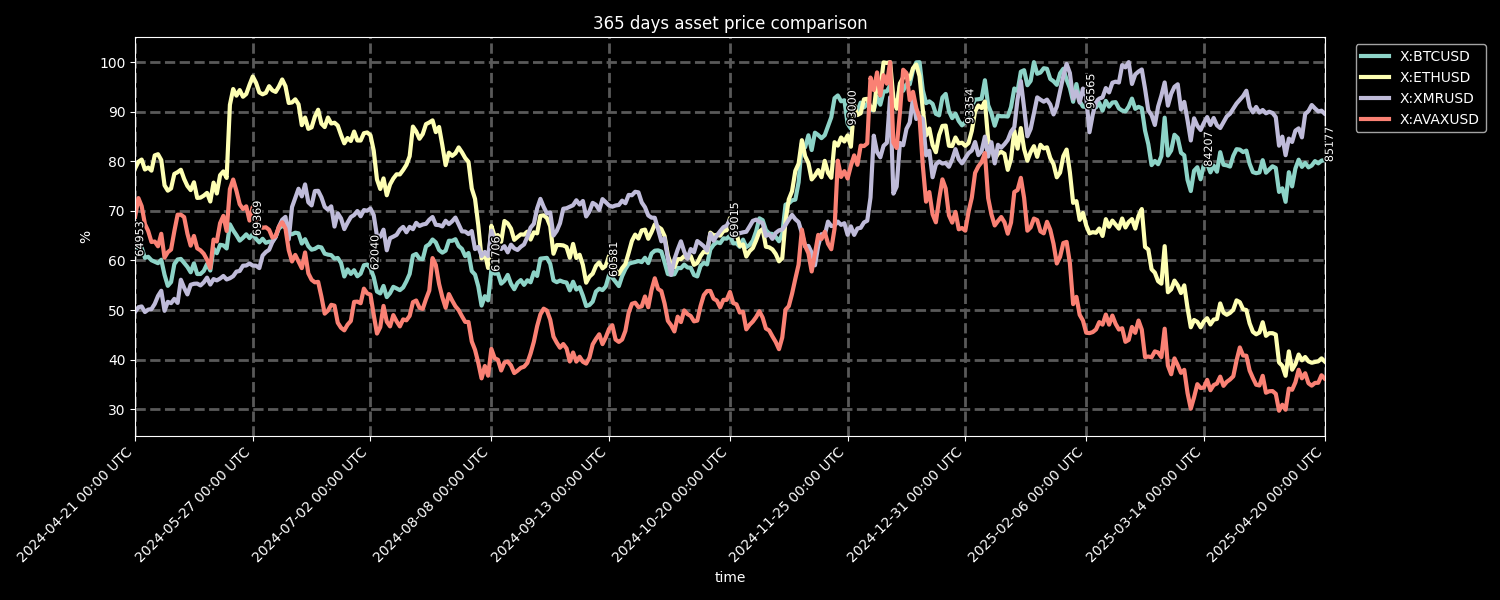 365 days asset price comparison
X:BTCUSD
X:ETHUSD
X:XMRUSD
X:AVAXUSD
%
100
90
80
70
60
50
40
30
64953
69369
62040
61706
60581
69015
93000
93354
96565
84207
85177
2024-04-21 00:00 UTC
2024-05-27 00:00 UTC
2024-07-02 00:00 UTC
2024-08-08 00:00 UTC
2024-09-13 00:00 UTC
2024-10-20 00:00 UTC
2024-11-25 00:00 UTC
2024-12-31 00:00 UTC
2025-02-06 00:00 UTC
2025-03-14 00:00 UTC
2025-04-20 00:00 UTC
time